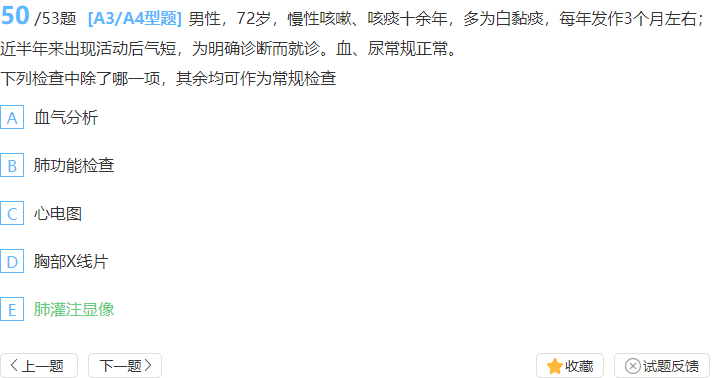 50 /53题 [A3/A4型题] 男性，72岁，慢性咳嗽、咳痰十余年，多为白黏痰，每年发作3个月左右；
近半年来出现活动后气短，为明确诊断而就诊。血、尿常规正常。
下列检查中除了哪一项，其余均可作为常规检查
A 血气分析
B 肺功能检查
C 心电图
D 胸部X线片
E 肺灌注显像
上一题 下一题 收藏 试题反馈